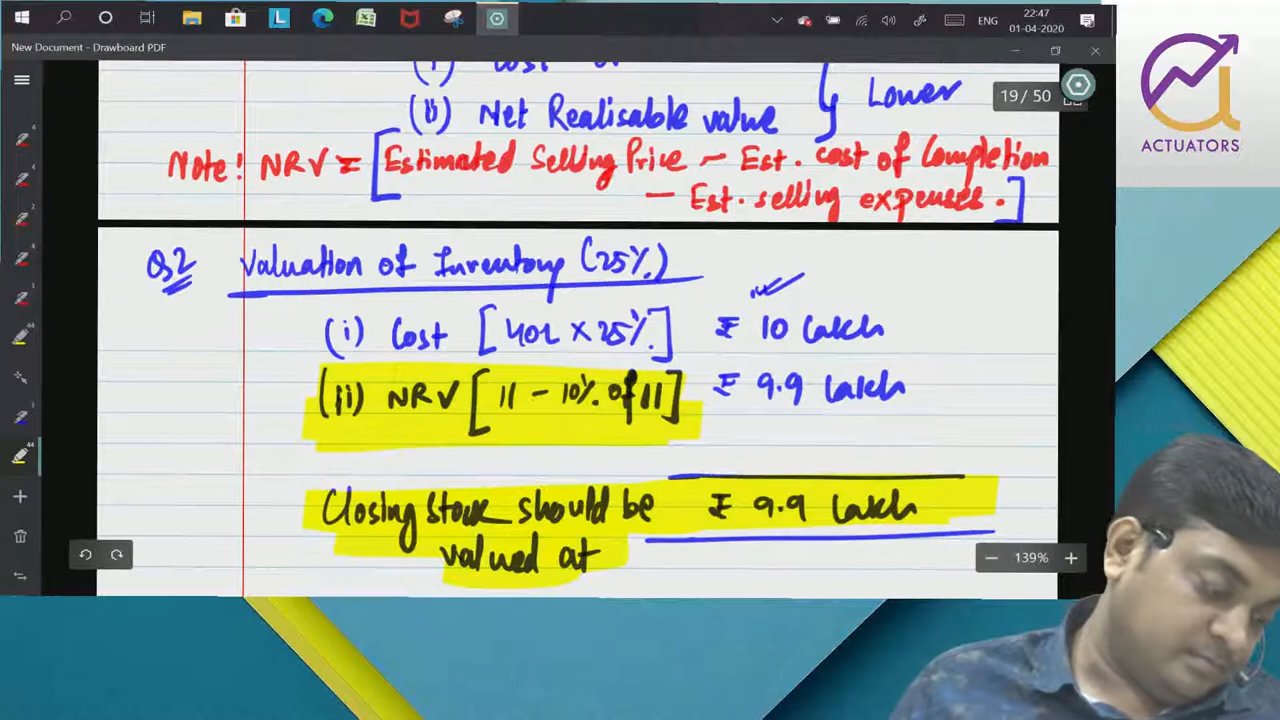 22:47
ENG
01-04-2020
New Document - Drawboard PDF
(i) Cost or
(ii) Net Realisable value
Lower
19 / 50
ACTUATORS
Note! NRV = [Estimated Selling Price - Est. cost of Completion
- Est. selling expenses.]
Qs2 Valuation of Inventory (25%)
(i) Cost [40L × 25%] = 10 Lakh
(ii) NRV [11 - 10% of 11] = 9.9 Lakh
Closing Stock should be = 9.9 Lakh
valued at
139%